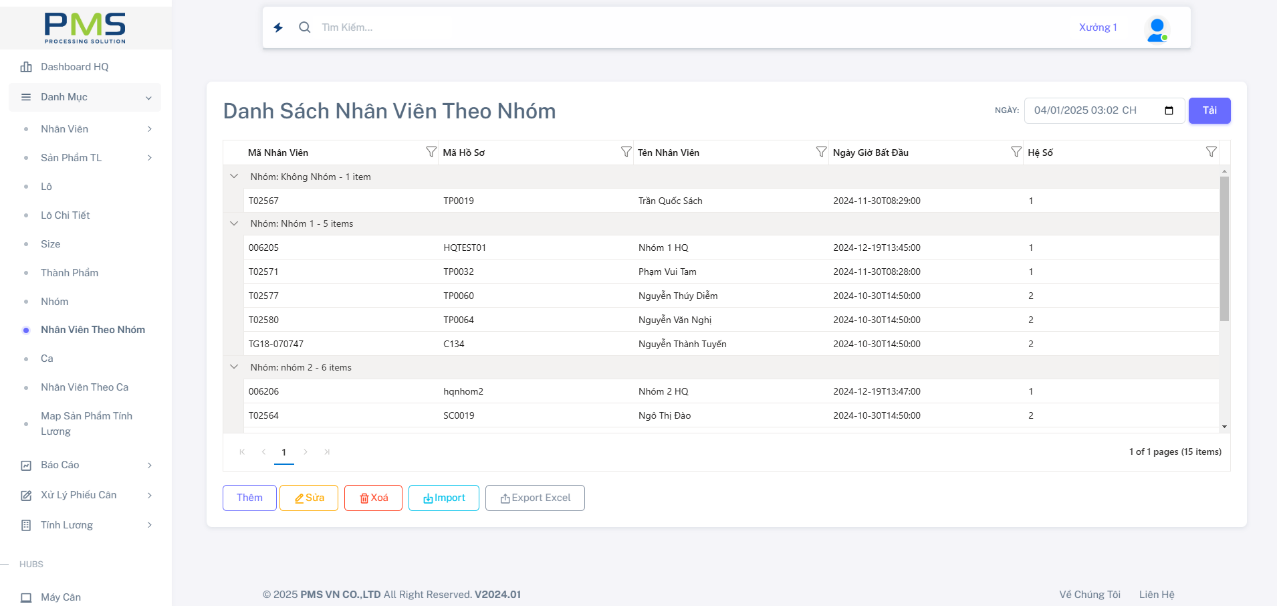 PMS
PROCESSING SOLUTION
Tìm Kiếm...
Xưởng 1
Dashboard HQ
Danh Mục
Nhân Viên
Sản Phẩm TL
Lô
Lô Chi Tiết
Size
Thành Phẩm
Nhóm
Nhân Viên Theo Nhóm
Ca
Nhân Viên Theo Ca
Map Sản Phẩm Tính
Lương
Báo Cáo
Xử Lý Phiếu Cân
Tính Lương
HUBS
Máy Cân
Danh Sách Nhân Viên Theo Nhóm
NGÀY: 04/01/2025 03:02 CH Tải
Mã Nhân Viên Mã Hồ Sơ Tên Nhân Viên Ngày Giờ Bắt Đầu Hệ Số
Nhóm: Không Nhóm - 1 item
T02567 TP0019 Trần Quốc Sách 2024-11-30T08:29:00 1
Nhóm: Nhóm 1 - 5 items
006205 HQTEST01 Nhóm 1 HQ 2024-12-19T13:45:00 1
T02571 TP0032 Phạm Vui Tam 2024-11-30T08:28:00 1
T02577 TP0060 Nguyễn Thúy Diễm 2024-10-30T14:50:00 2
T02580 TP0064 Nguyễn Văn Nghị 2024-10-30T14:50:00 2
TG18-070747 C134 Nguyễn Thành Tuyến 2024-10-30T14:50:00 2
Nhóm: nhóm 2 - 6 items
006206 hqnhom2 Nhóm 2 HQ 2024-12-19T13:47:00 1
T02564 SC0019 Ngô Thị Đào 2024-10-30T14:50:00 2
1
1 of 1 pages (15 items)
Thêm Sửa Xoá Import Export Excel
© 2025 PMS VN CO.,LTD All Right Reserved. V2024.01
Về Chúng Tôi Liên Hệ